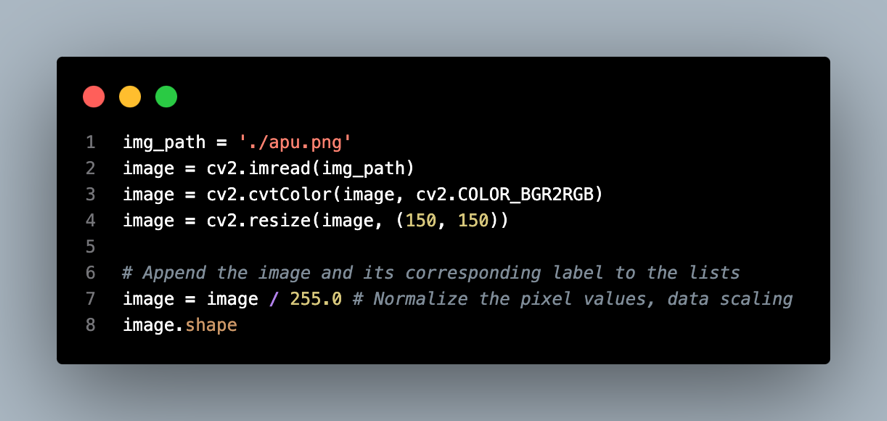 1 img_path = './apu.png'
2 image = cv2.imread(img_path)
3 image = cv2.cvtColor(image, cv2.COLOR_BGR2RGB)
4 image = cv2.resize(image, (150, 150))
5
6 # Append the image and its corresponding label to the lists
7 image = image / 255.0 # Normalize the pixel values, data scaling
8 image.shape